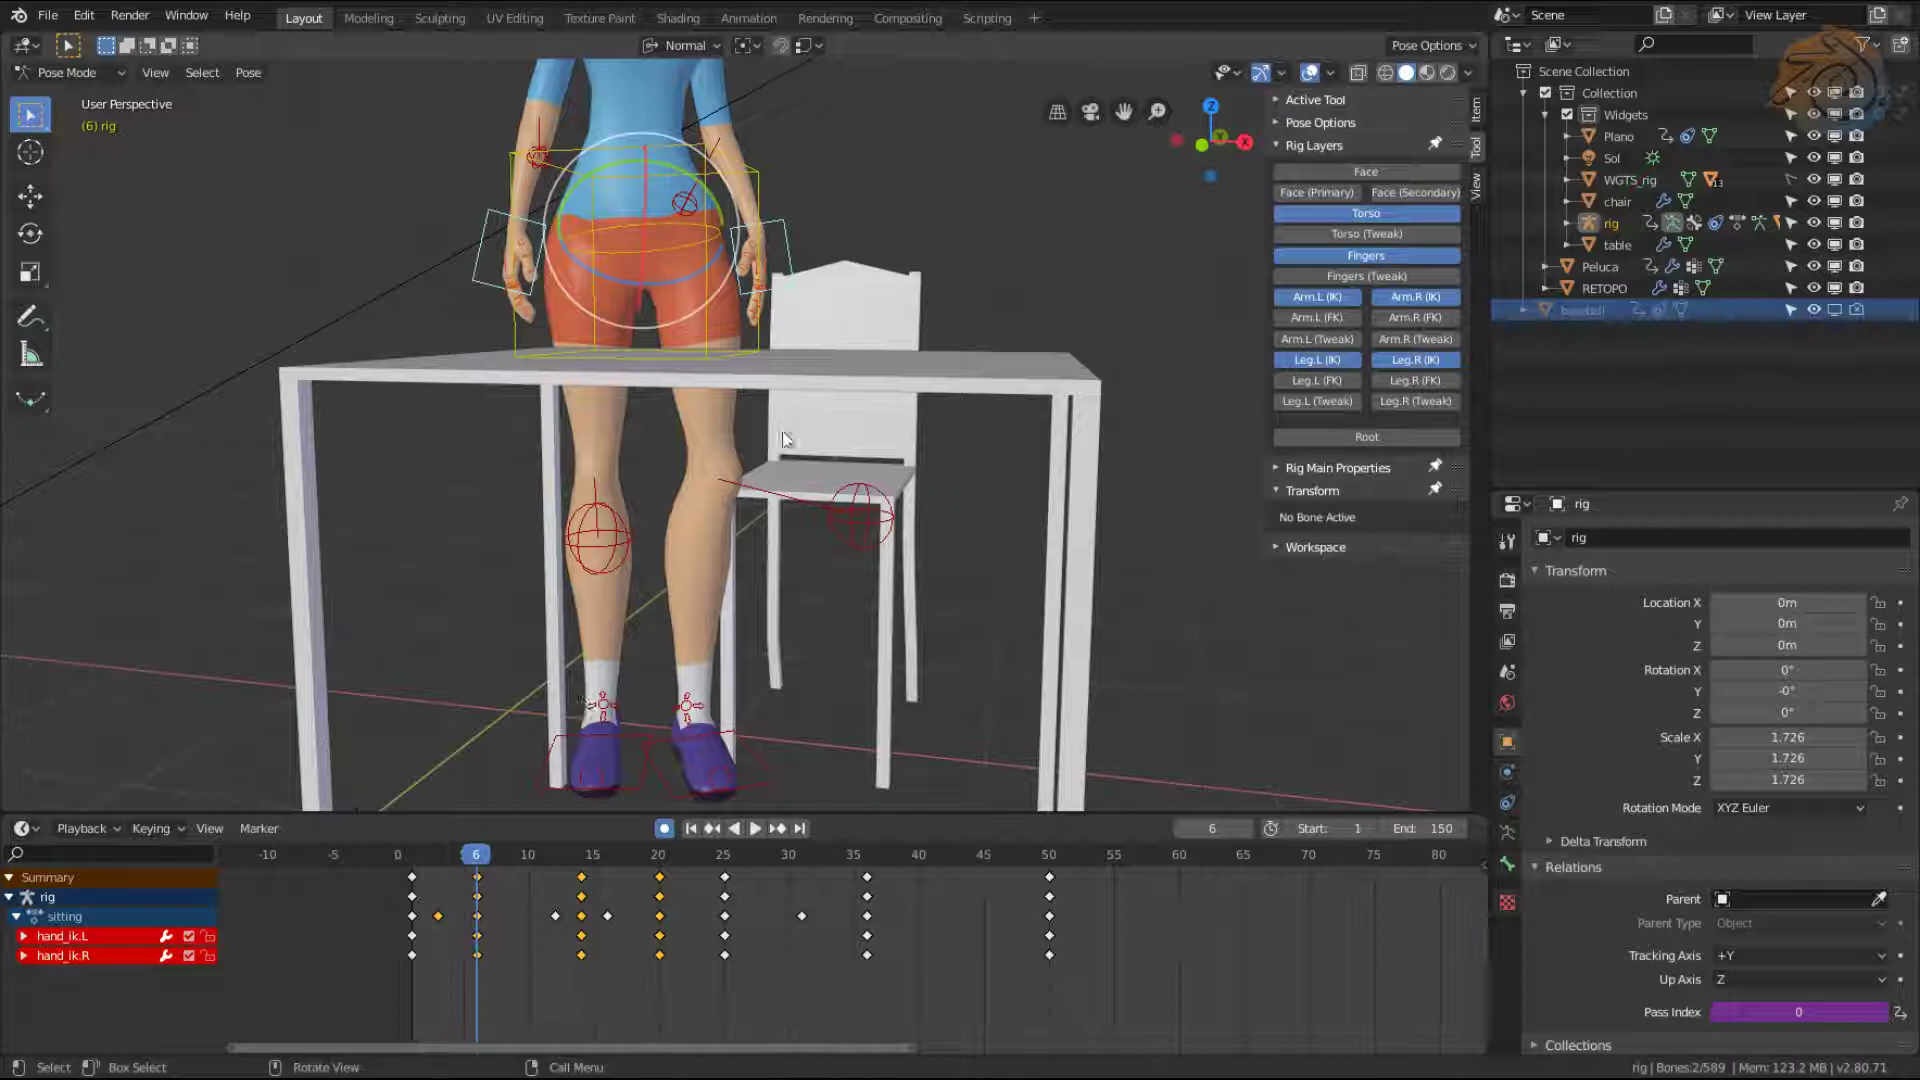 File Edit Render Window Help Layout Modeling Sculpting UV Editing Texture Paint Shading Animation Rendering Compositing Scripting + Scene View Layer
Normal Pose Options
Pose Mode View Select Pose
User Perspective
(6) rig
Z
X
Y
Active Tool
Pose Options
Rig Layers
Face
Face (Primary) Face (Secondary)
Torso
Torso (Tweak)
Fingers
Fingers (Tweak)
Arm.L (IK) Arm.R (IK)
Arm.L (FK) Arm.R (FK)
Arm.L (Tweak) Arm.R (Tweak)
Leg.L (IK) Leg.R (IK)
Leg.L (FK) Leg.R (FK)
Leg.L (Tweak) Leg.R (Tweak)
Root
Rig Main Properties
Transform
No Bone Active
Workspace
Item
Tool
View
Scene Collection
Collection
Widgets
Plano
Sol
WGTS_rig 13
chair
rig
table
Peluca
RETOPO
rig
rig
Transform
Location X 0m
Y 0m
Z 0m
Rotation X 0°
Y -0°
Z 0°
Scale X 1.726
Y 1.726
Z 1.726
Rotation Mode XYZ Euler
Delta Transform
Relations
Parent
Parent Type Object
Tracking Axis +Y
Up Axis Z
Pass Index 0
Collections
Playback Keying View Marker 6 Start: 1 End: 150
-10 -5 0 6 10 15 20 25 30 35 40 45 50 55 60 65 70 75 80
Summary
rig
sitting
hand_ik.L
hand_ik.R
Select Box Select Rotate View Call Menu rig | Bones:2/589 | Mem: 123.2 MB | v2.80.71